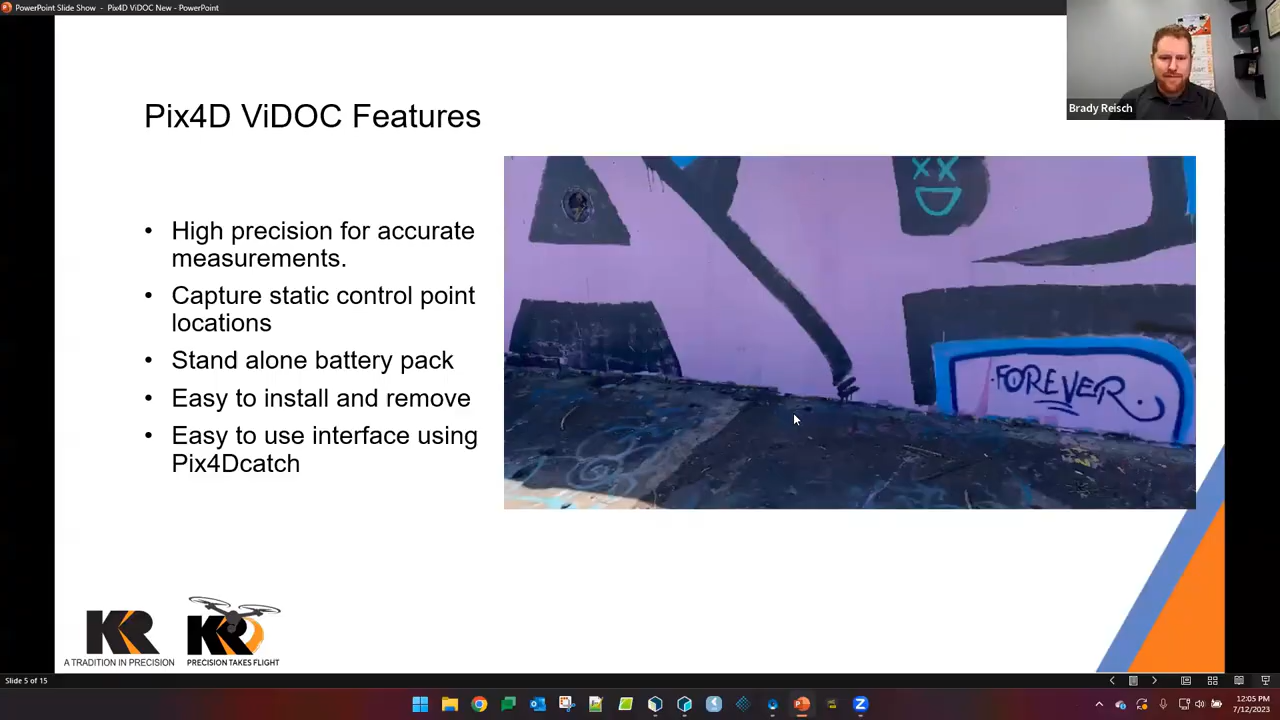 PowerPoint Slide Show - Pix4D ViDOC New - PowerPoint
Brady Reisch
Pix4D ViDOC Features
• High precision for accurate
measurements.
• Capture static control point
locations
• Stand alone battery pack
• Easy to install and remove
• Easy to use interface using
Pix4Dcatch
FOREVER.
KR
A TRADITION IN PRECISION
KR
PRECISION TAKES FLIGHT
Slide 5 of 15
12:05 PM
7/12/2023